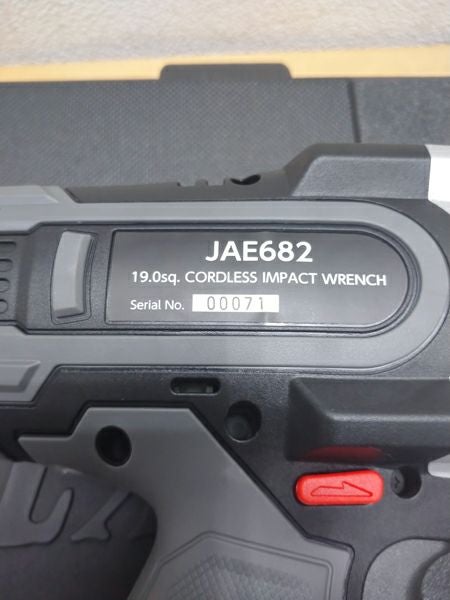 JAE682
19.0sq. CORDLESS IMPACT WRENCH
Serial No. 00071